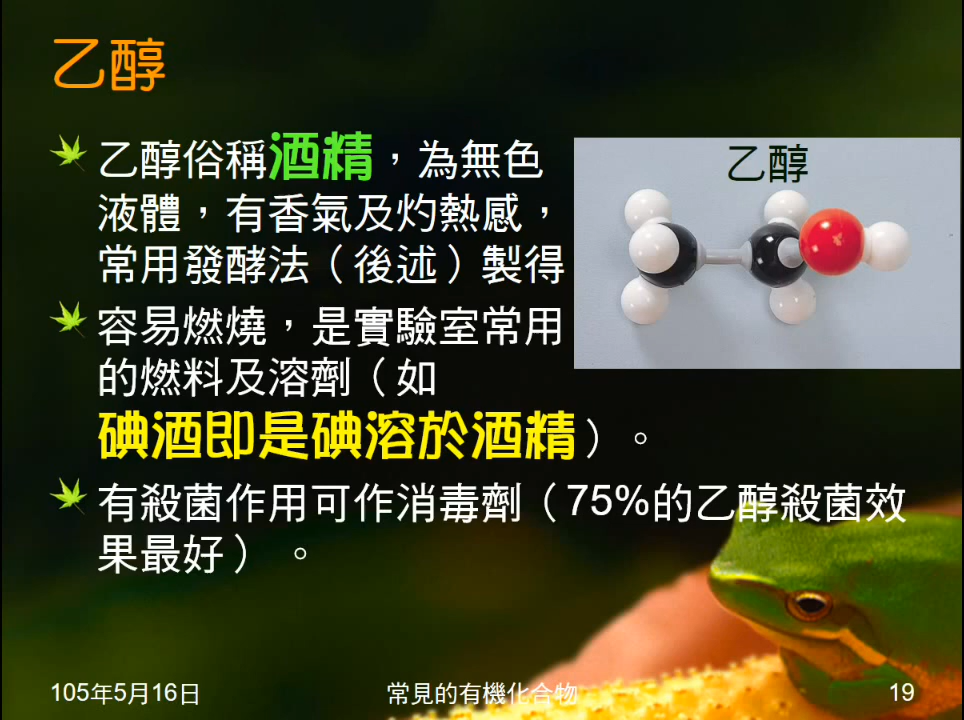 乙醇
乙醇俗稱酒精，為無色
液體，有香氣及灼熱感，
常用發酵法（後述）製得
容易燃燒，是實驗室常用
的燃料及溶劑（如
碘酒即是碘溶於酒精）。
有殺菌作用可作消毒劑（75%的乙醇殺菌效
果最好）。
乙醇
105年5月16日
常見的有機化合物
19